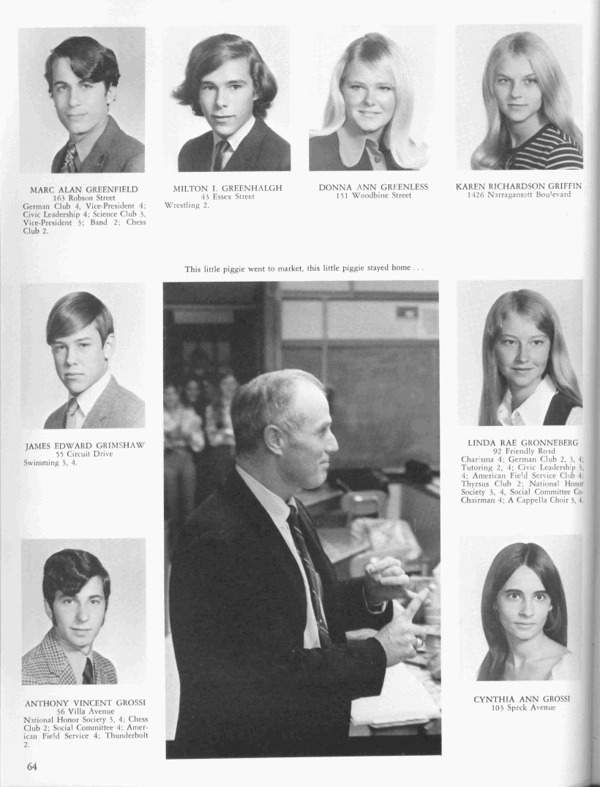 MARC ALAN GREENFIELD
163 Robson Street
German Club 4, Vice-President 4;
Civic Leadership 4; Science Club 3,
Vice-President 3; Band 2; Chess
Club 2.
MILTON I. GREENHALGH
43 Essex Street
Wrestling 2.
DONNA ANN GREENLESS
151 Woodbine Street
KAREN RICHARDSON GRIFFIN
1426 Narragansett Boulevard
This little piggie went to market, this little piggie stayed home . . .
JAMES EDWARD GRIMSHAW
55 Circuit Drive
Swimming 3, 4.
LINDA RAE GRONNEBERG
92 Friendly Road
Charisma 4; German Club 2, 3, 4;
Tutoring 2, 4; Civic Leadership 3,
4; American Field Service Club 4;
Thyrsus Club 2; National Honor
Society 3, 4, Social Committee Co-
Chairman 4; A Cappella Choir 3, 4.
ANTHONY VINCENT GROSSI
36 Villa Avenue
National Honor Society 3, 4; Chess
Club 2; Social Committee 4; Amer-
ican Field Service 4; Thunderbolt
2.
CYNTHIA ANN GROSSI
103 Speck Avenue
64